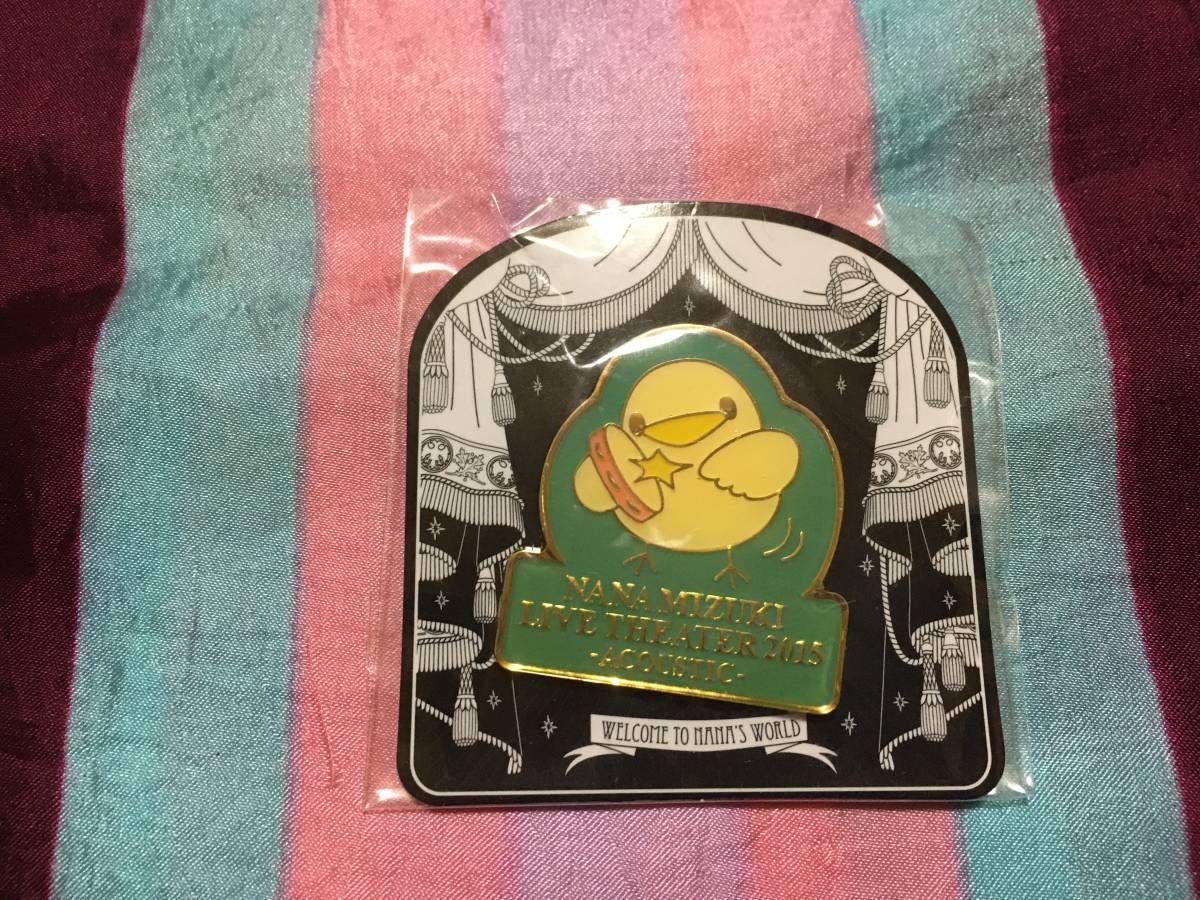 NANA MIZUKI
LIVE THEATER 2015
-ACOUSTIC-
WELCOME TO NANA'S WORLD